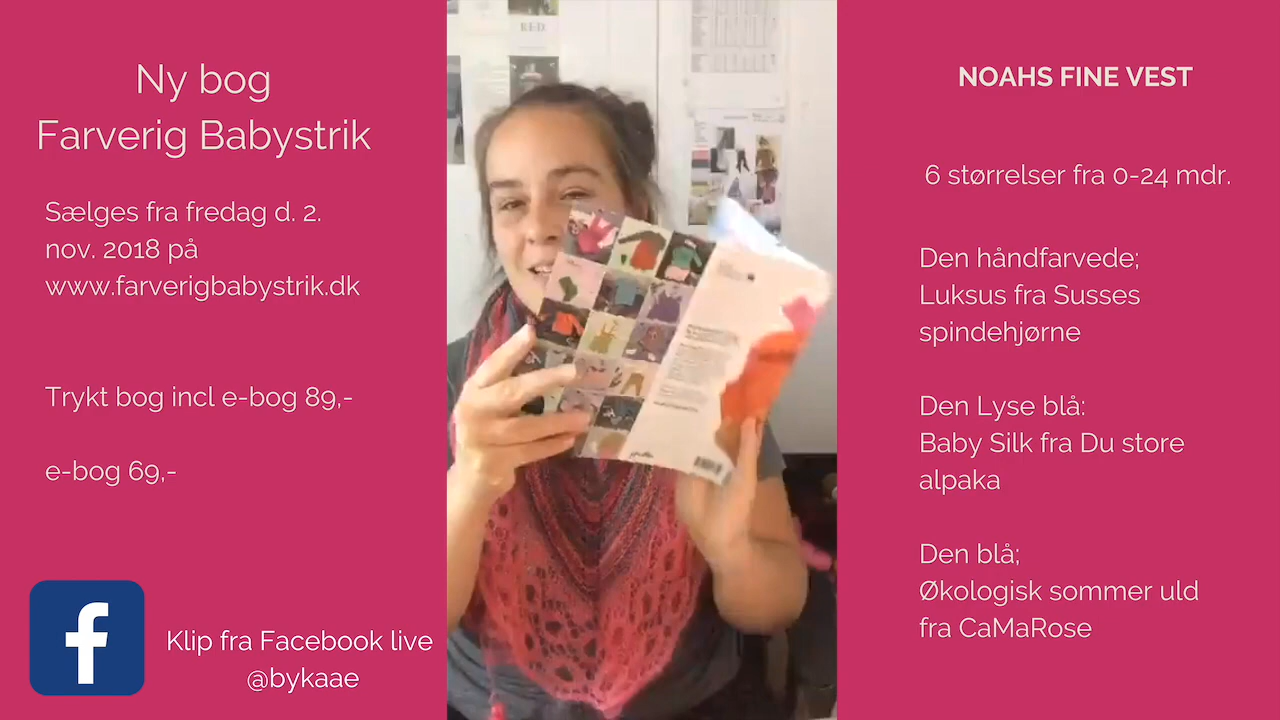 Ny bog
Farverig Babystrik
Sælges fra fredag d. 2.
nov. 2018 på
www.farverigbabystrik.dk
Trykt bog incl e-bog 89,-
e-bog 69,-
Klip fra Facebook live
@bykaae
RED.
NOAHS FINE VEST
6 størrelser fra 0-24 mdr.
Den håndfarvede;
Luksus fra Susses
spindehjørne
Den Lyse blå:
Baby Silk fra Du store
alpaka
Den blå;
Økologisk sommer uld
fra CaMaRose